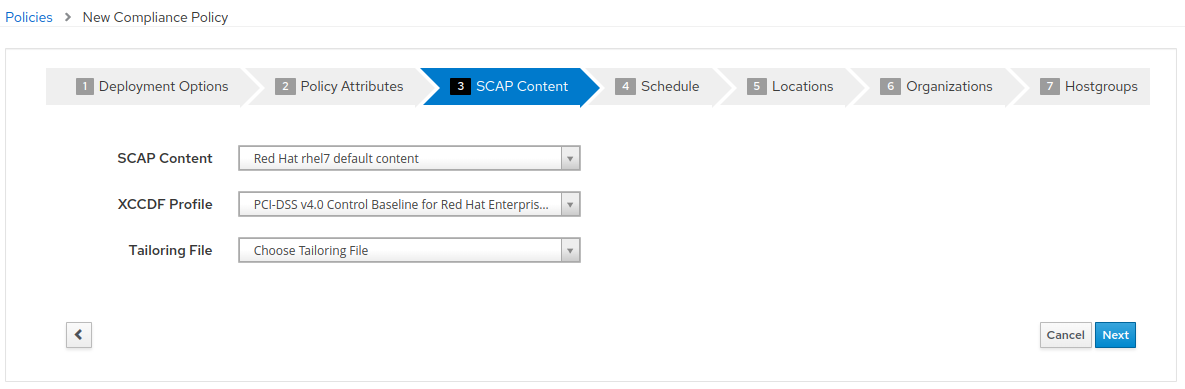 Policies > New Compliance Policy
1 Deployment Options 2 Policy Attributes 3 SCAP Content 4 Schedule 5 Locations 6 Organizations 7 Hostgroups
SCAP Content Red Hat rhel7 default content
XCCDF Profile PCI-DSS v4.0 Control Baseline for Red Hat Enterpris...
Tailoring File Choose Tailoring File
Cancel Next